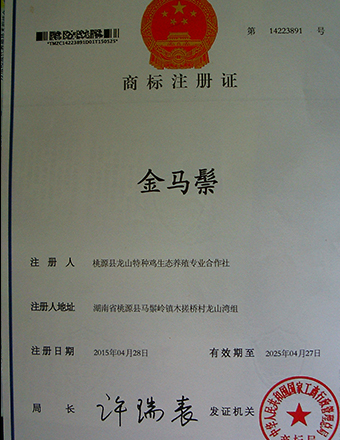 第 14223891 号
*TMZC14223891D01T150525*
商标注册证
金马鬃
注册人 桃源县龙山特种鸡生态养殖专业合作社
注册人地址 湖南省桃源县马鬃岭镇木搓桥村龙山湾组
注册日期 2015年04月28日 有效期至 2025年04月27日
局长 许瑞表 发证机关
中华人民共和国国家工商行政管理总局
商标局